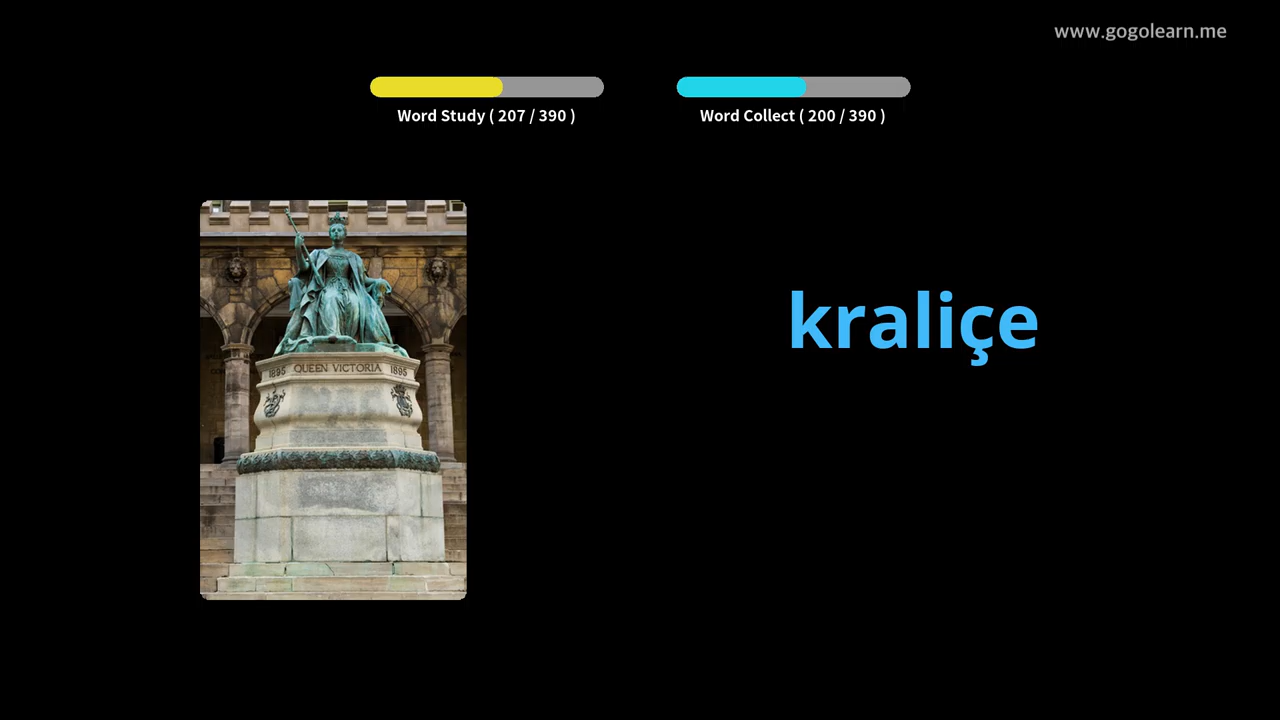 www.gogolearn.me
Word Study ( 207 / 390 )
Word Collect ( 200 / 390 )
kraliçe
1895 QUEEN VICTORIA 1895